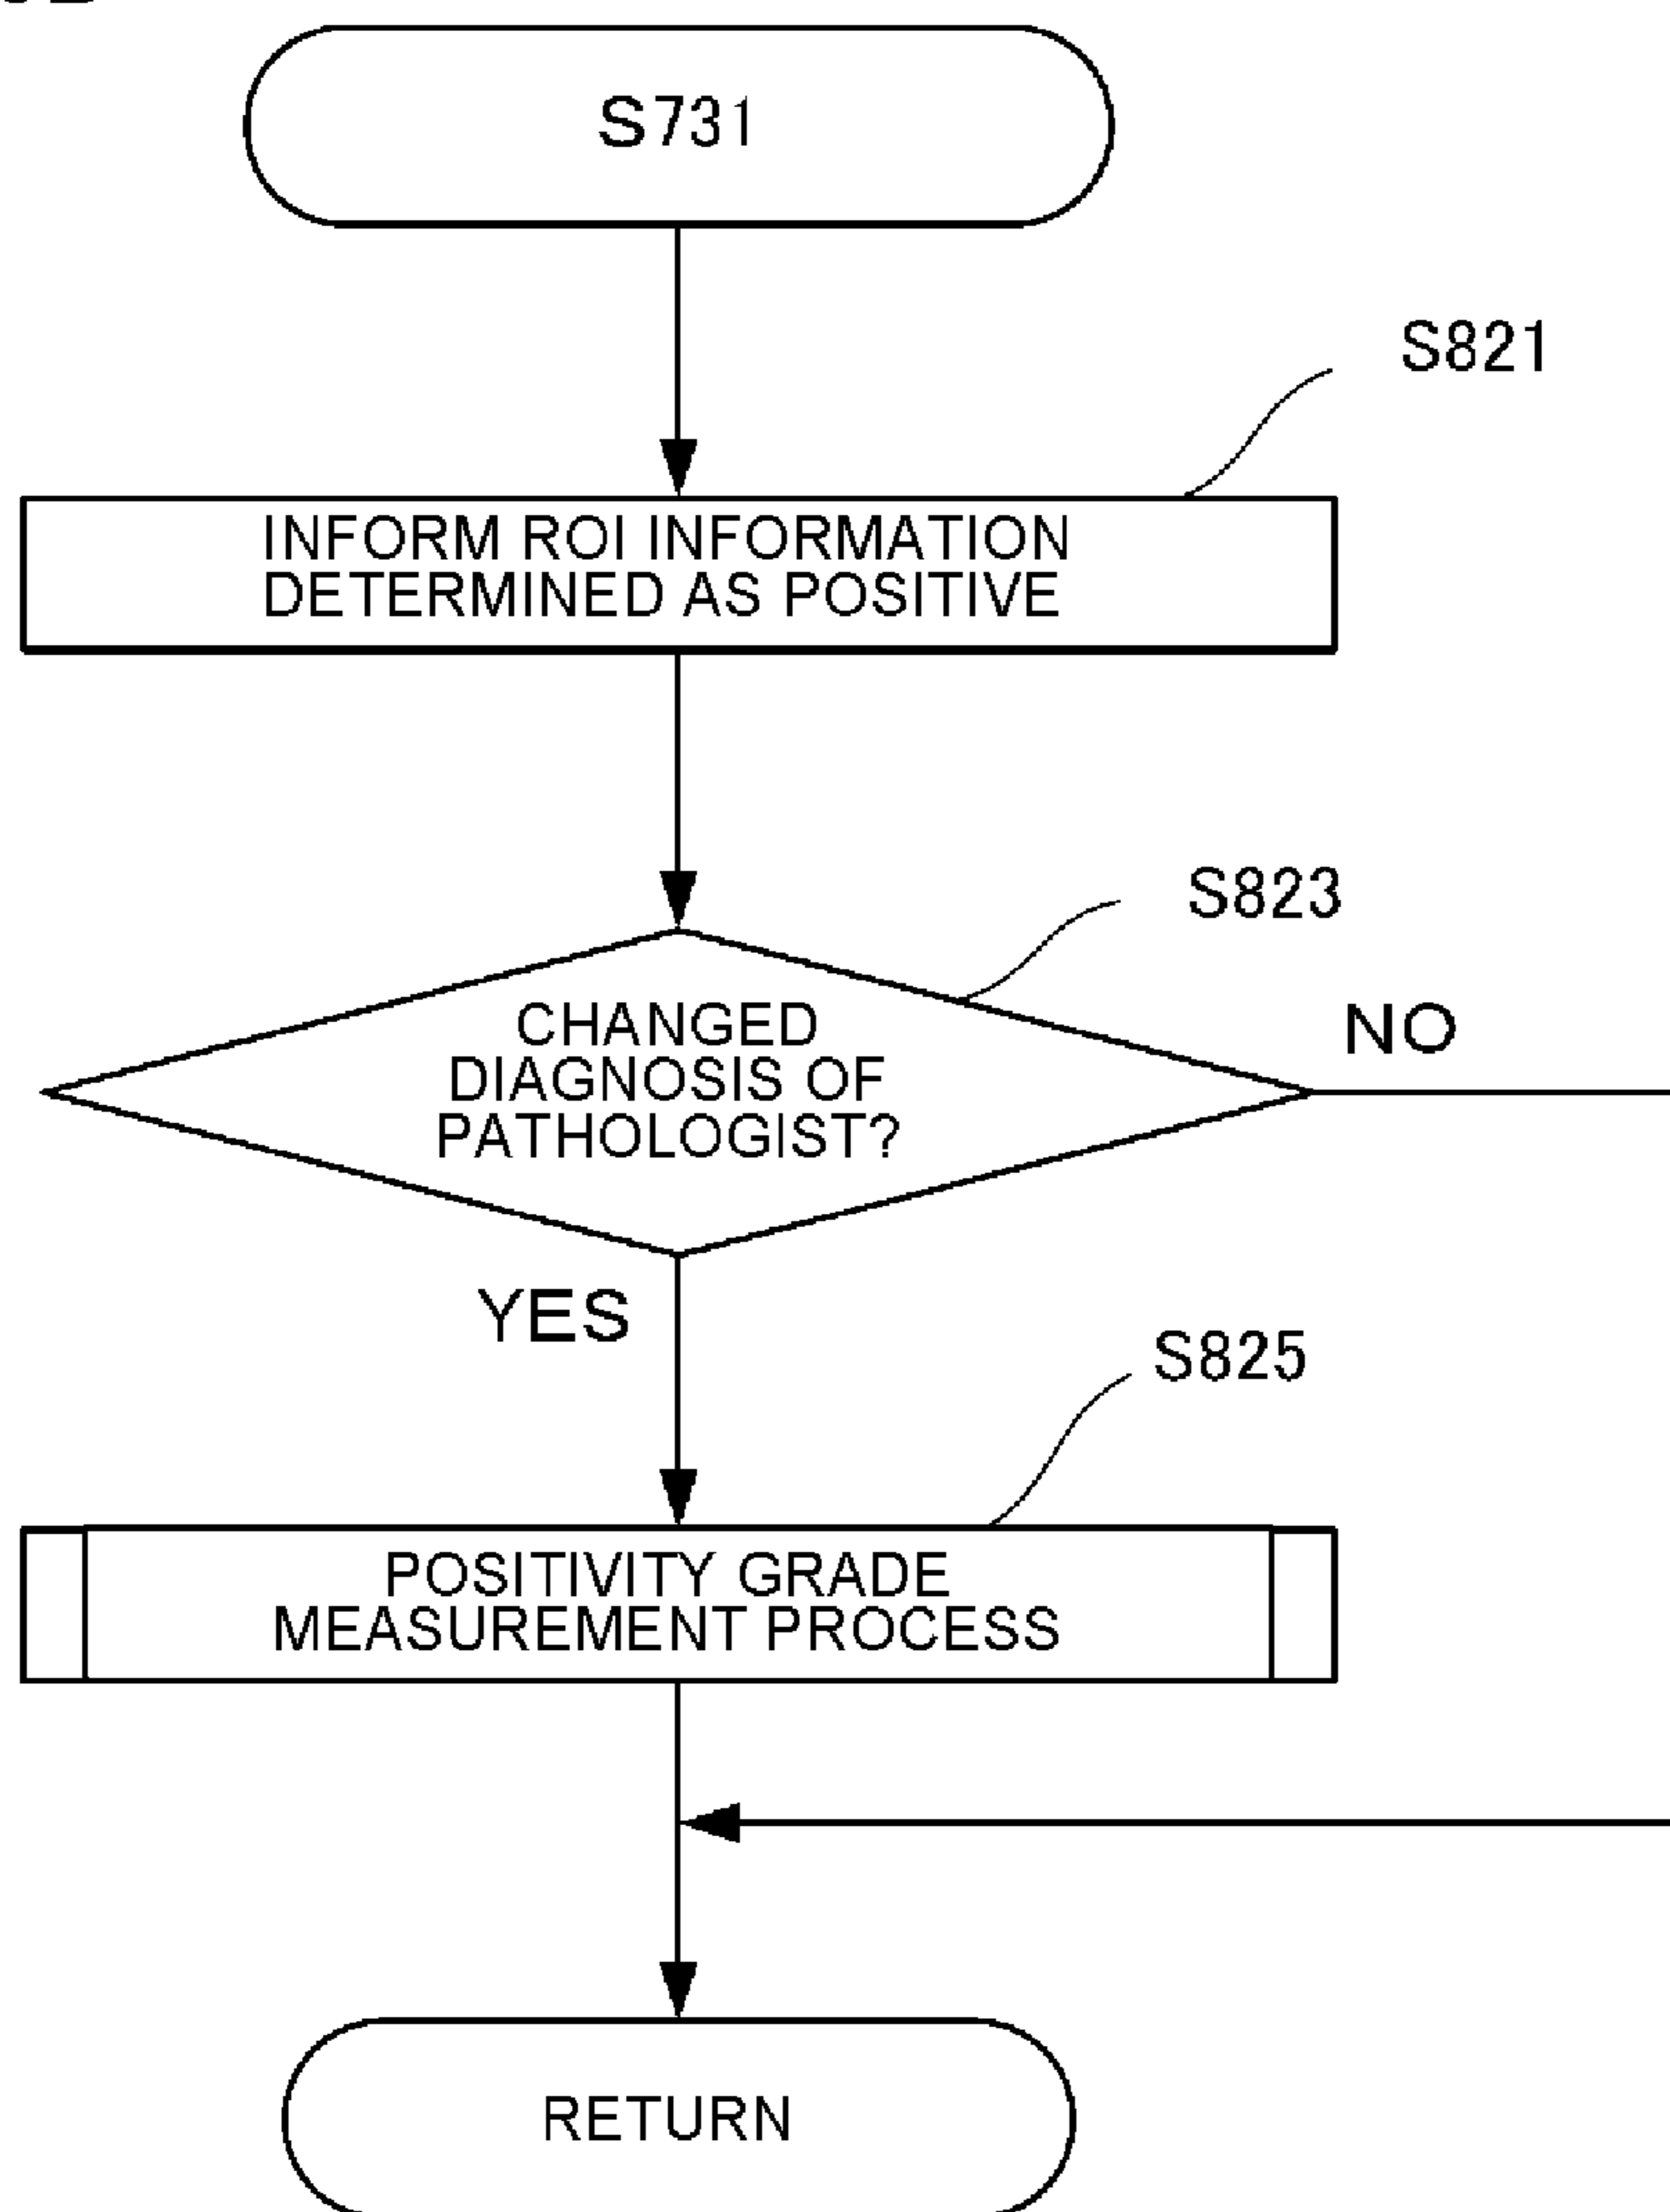 S731
S821
INFORM ROI INFORMATION
DETERMINED AS POSITIVE
S823
CHANGED
DIAGNOSIS OF
PATHOLOGIST?
NO
YES
S825
POSITIVITY GRADE
MEASUREMENT PROCESS
RETURN